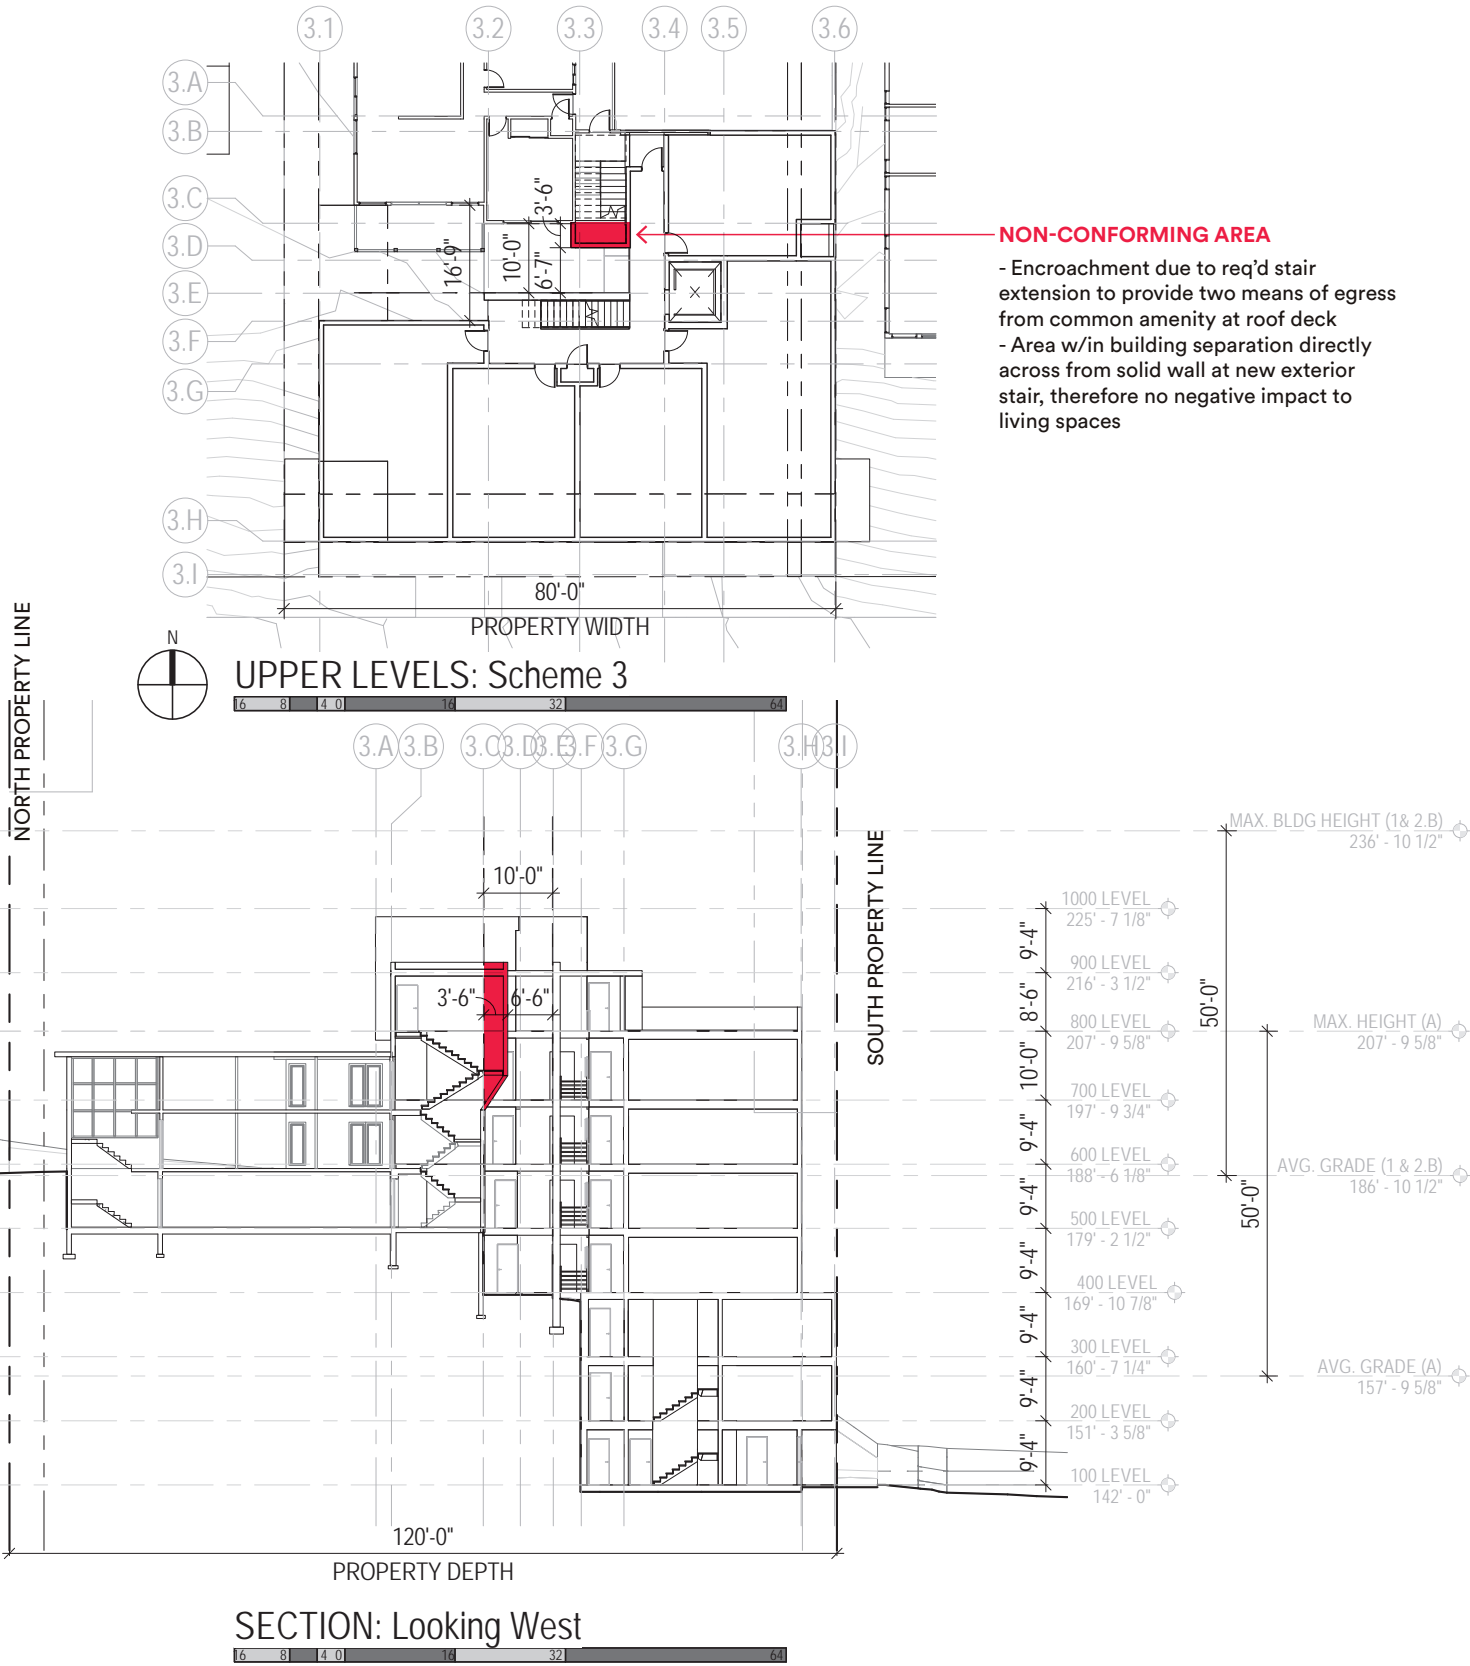 3.1 3.2 3.3 3.4 3.5 3.6
3.A
3.B
3.C
3.D
3.E
3.F
3.G
3.H
3.I
16'-9"
10'-0"
3'-6"
6'-7"
NON-CONFORMING AREA
- Encroachment due to req'd stair
extension to provide two means of egress
from common amenity at roof deck
- Area w/in building separation directly
across from solid wall at new exterior
stair, therefore no negative impact to
living spaces
80'-0"
PROPERTY WIDTH
N
UPPER LEVELS: Scheme 3
16 8 4 0 16 32 64
NORTH PROPERTY LINE
3.A 3.B 3.C 3.D 3.E 3.F 3.G 3.H 3.I
SOUTH PROPERTY LINE
10'-0"
3'-6" 6'-6"
MAX. BLDG HEIGHT (1& 2.B)
236' - 10 1/2"
1000 LEVEL
225' - 7 1/8"
9'-4"
900 LEVEL
216' - 3 1/2"
8'-6"
50'-0"
800 LEVEL
207' - 9 5/8"
MAX. HEIGHT (A)
207' - 9 5/8"
10'-0"
700 LEVEL
197' - 9 3/4"
9'-4"
600 LEVEL
188' - 6 1/8"
AVG. GRADE (1 & 2.B)
186' - 10 1/2"
9'-4"
50'-0"
500 LEVEL
179' - 2 1/2"
9'-4"
400 LEVEL
169' - 10 7/8"
9'-4"
300 LEVEL
160' - 7 1/4"
AVG. GRADE (A)
157' - 9 5/8"
9'-4"
200 LEVEL
151' - 3 5/8"
9'-4"
100 LEVEL
142' - 0"
120'-0"
PROPERTY DEPTH
SECTION: Looking West
16 8 4 0 16 32 64